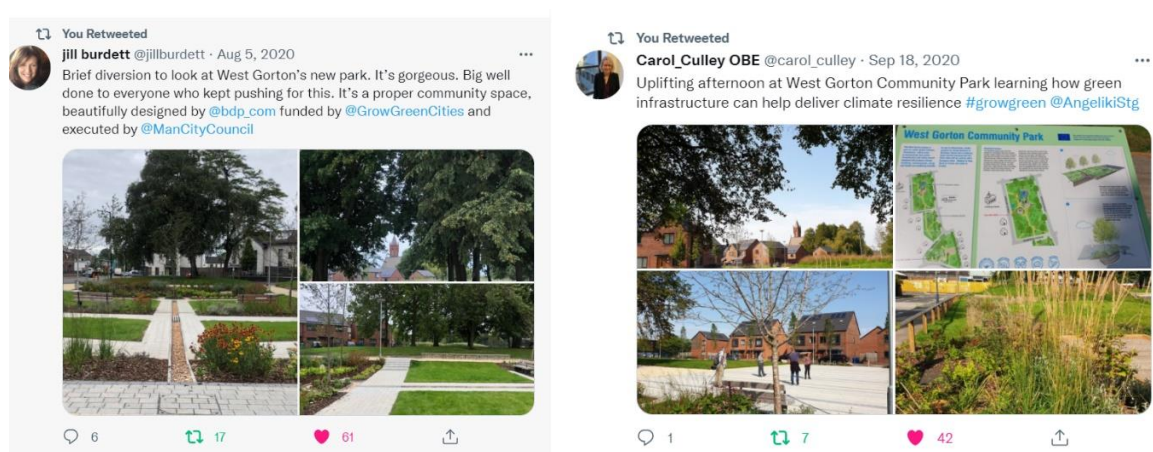 You Retweeted
jill burdett @jillburdett · Aug 5, 2020
Brief diversion to look at West Gorton's new park. It's gorgeous. Big well
done to everyone who kept pushing for this. It's a proper community space,
beautifully designed by @bdp_com funded by @GrowGreenCities and
executed by @ManCityCouncil
6 17 61
You Retweeted
Carol_Culley OBE @carol_culley · Sep 18, 2020
Uplifting afternoon at West Gorton Community Park learning how green
infrastructure can help deliver climate resilience #growgreen @AngelikiStg
West Gorton Community Park
1 7 42